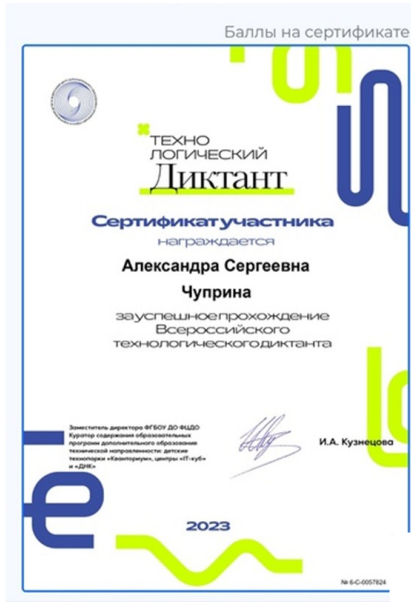 Баллы на сертификате
ТЕХНО
ЛОГИЧЕСКИЙ
Диктант
Сертификат участника
награждается
Александра Сергеевна
Чуприна
за успешное прохождение
Всероссийского
технологического диктанта
Заместитель директора ФГБОУ ДО ФЦДО
Куратор содержания образовательных
программ дополнительного образования
технической направленности: детские
технопарки «Кванториум», центры «IT-куб»
и «ДНК»
И.А. Кузнецова
2023
№ 6-С-0057824